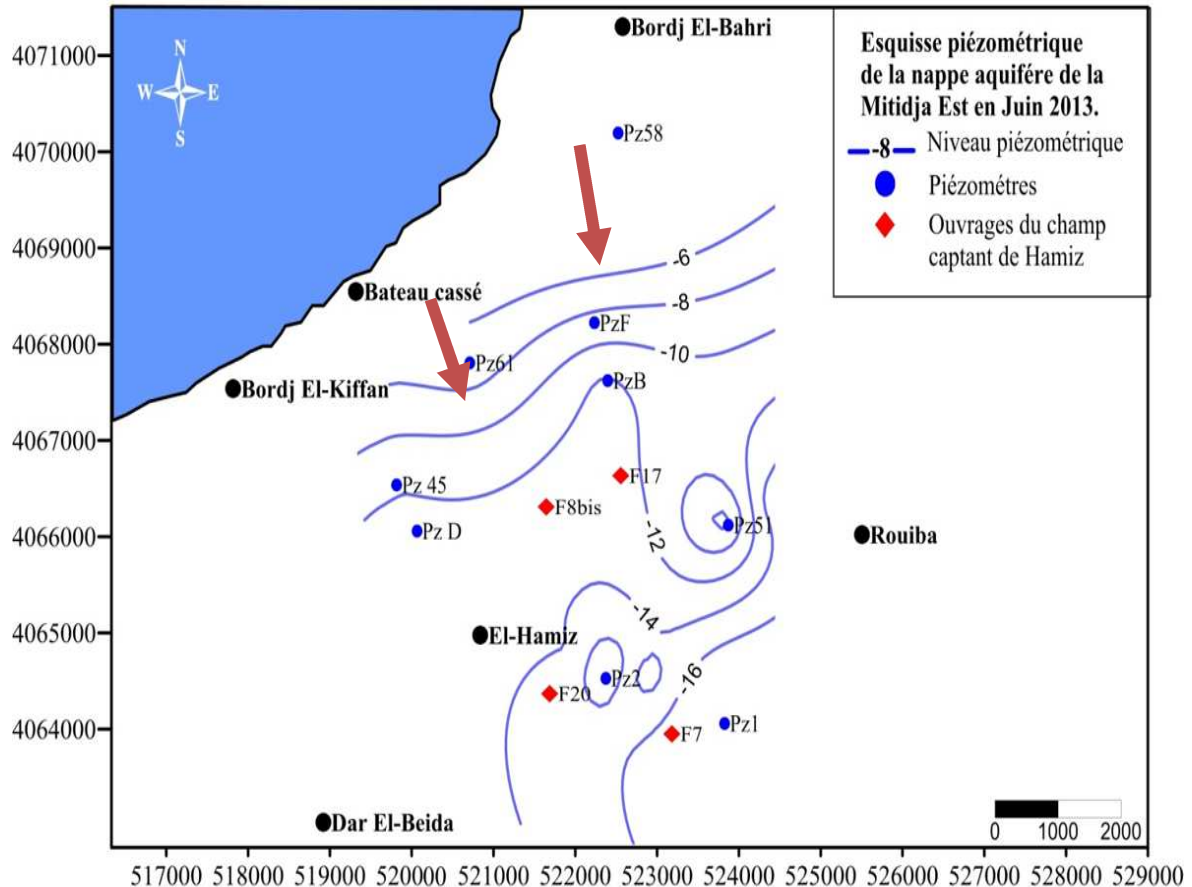 4071000
4070000
4069000
4068000
4067000
4066000
4065000
4064000
N
W E
S
Bordj El-Bahri
Pz58
Esquisse piézométrique
de la nappe aquifére de la
Mitidja Est en Juin 2013.
-8 Niveau piézométrique
Piézométres
Ouvrages du champ
captant de Hamiz
-6
Bateau cassé
-8
PzF
-10
Pz61
PzB
Bordj El-Kiffan
F17
Pz 45
F8bis
Pz51
-12
Pz D
Rouiba
-14
El-Hamiz
Pz2
-16
F20
Pz1
F7
Dar El-Beida
0 1000 2000
517000 518000 519000 520000 521000 522000 523000 524000 525000 526000 527000 528000 529000